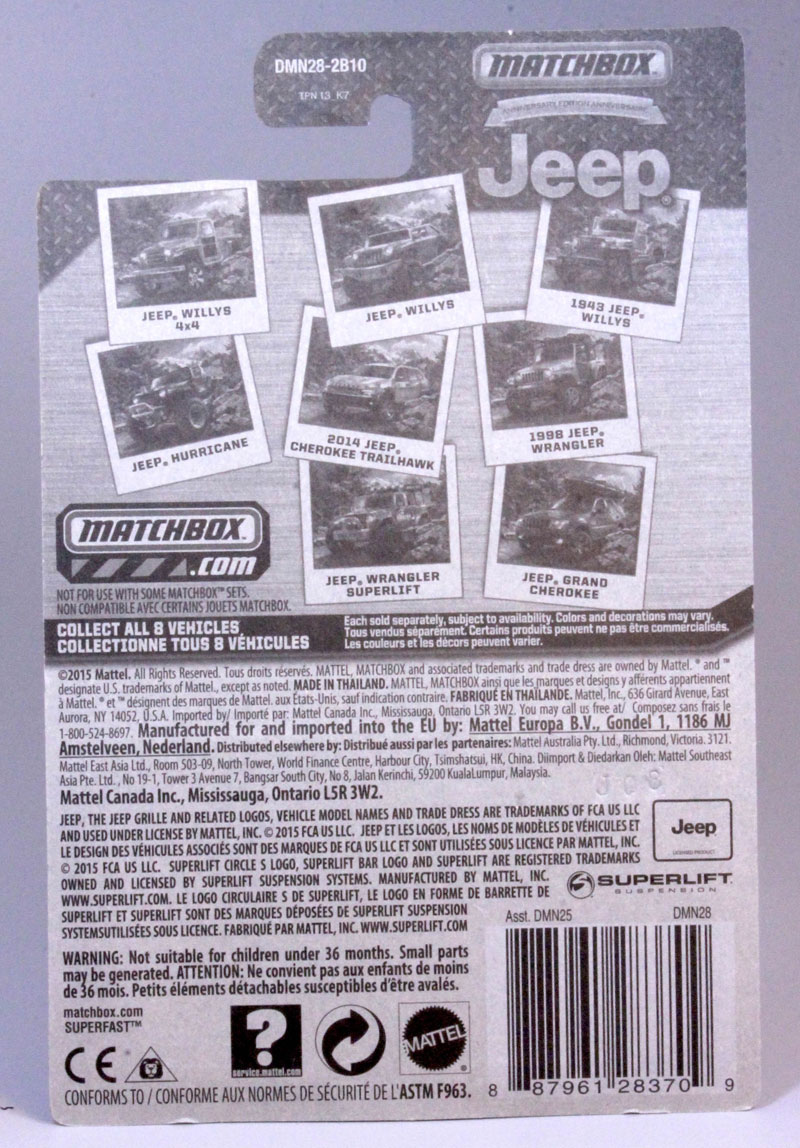 DMN28-2B10
TPN 13_K7
MATCHBOX
ANNIVERSARY EDITION ANNIVERSAIRE
Jeep®
JEEP® WILLYS
4x4
JEEP® WILLYS
1943 JEEP®
WILLYS
JEEP® HURRICANE
2014 JEEP®
CHEROKEE TRAILHAWK
1998 JEEP®
WRANGLER
JEEP® WRANGLER
SUPERLIFT
JEEP® GRAND
CHEROKEE
MATCHBOX
.com
NOT FOR USE WITH SOME MATCHBOX™ SETS.
NON COMPATIBLE AVEC CERTAINS JOUETS MATCHBOX.
COLLECT ALL 8 VEHICLES
COLLECTIONNE TOUS 8 VÉHICULES
Each sold separately, subject to availability. Colors and decorations may vary.
Tous vendus séparément. Certains produits peuvent ne pas être commercialisés.
Les couleurs et les décors peuvent varier.
©2015 Mattel. All Rights Reserved. Tous droits réservés. MATTEL, MATCHBOX and associated trademarks and trade dress are owned by Mattel. ® and ™
designate U.S. trademarks of Mattel., except as noted. MADE IN THAILAND. MATTEL, MATCHBOX ainsi que les marques et designs y afférents appartiennent
à Mattel. ® et ™ désignent des marques de Mattel. aux États-Unis, sauf indication contraire. FABRIQUÉ EN THAÏLANDE. Mattel, Inc., 636 Girard Avenue, East
Aurora, NY 14052, U.S.A. Imported by/ Importé par: Mattel Canada Inc., Mississauga, Ontario L5R 3W2. You may call us free at/ Composez sans frais le
1-800-524-8697. Manufactured for and imported into the EU by: Mattel Europa B.V., Gondel 1, 1186 MJ
Amstelveen, Nederland. Distributed elsewhere by: Distribué aussi par les partenaires: Mattel Australia Pty. Ltd., Richmond, Victoria. 3121.
Mattel East Asia Ltd., Room 503-09, North Tower, World Finance Centre, Harbour City, Tsimshatsui, HK, China. Diimport & Diedarkan Oleh: Mattel Southeast
Asia Pte. Ltd., No 19-1, Tower 3 Avenue 7, Bangsar South City, No 8, Jalan Kerinchi, 59200 KualaLumpur, Malaysia.
Mattel Canada Inc., Mississauga, Ontario L5R 3W2.
JEEP, THE JEEP GRILLE AND RELATED LOGOS, VEHICLE MODEL NAMES AND TRADE DRESS ARE TRADEMARKS OF FCA US LLC
AND USED UNDER LICENSE BY MATTEL, INC. © 2015 FCA US LLC. JEEP ET LES LOGOS, LES NOMS DE MODÈLES DE VÉHICULES ET
LE DESIGN DES VÉHICULES ASSOCIÉS SONT DES MARQUES DE FCA US LLC ET SONT UTILISÉES SOUS LICENCE PAR MATTEL, INC.
© 2015 FCA US LLC. SUPERLIFT CIRCLE S LOGO, SUPERLIFT BAR LOGO AND SUPERLIFT ARE REGISTERED TRADEMARKS
OWNED AND LICENSED BY SUPERLIFT SUSPENSION SYSTEMS. MANUFACTURED BY MATTEL, INC.
WWW.SUPERLIFT.COM. LE LOGO CIRCULAIRE S DE SUPERLIFT, LE LOGO EN FORME DE BARRETTE DE
SUPERLIFT ET SUPERLIFT SONT DES MARQUES DÉPOSÉES DE SUPERLIFT SUSPENSION
SYSTEMSUTILISÉES SOUS LICENCE. FABRIQUÉ PAR MATTEL, INC. WWW.SUPERLIFT.COM
Jeep
LICENSED PRODUCT
SUPERLIFT
SUSPENSION
WARNING: Not suitable for children under 36 months. Small parts
may be generated. ATTENTION: Ne convient pas aux enfants de moins
de 36 mois. Petits éléments détachables susceptibles d'être avalés.
matchbox.com
SUPERFAST™
?
service.mattel.com
MATTEL
®
CE
CONFORMS TO / CONFORME AUX NORMES DE SÉCURITÉ DE L'ASTM F963.
Asst. DMN25
DMN28
8 87961 28370 9